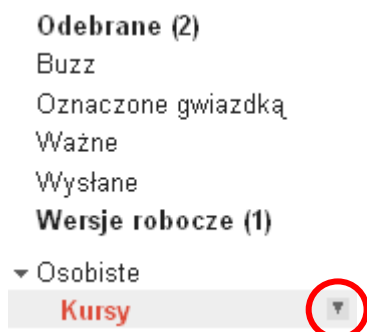 Odebrane (2)
Buzz
Oznaczone gwiazdką
Ważne
Wysłane
Wersje robocze (1)
Osobiste
Kursy